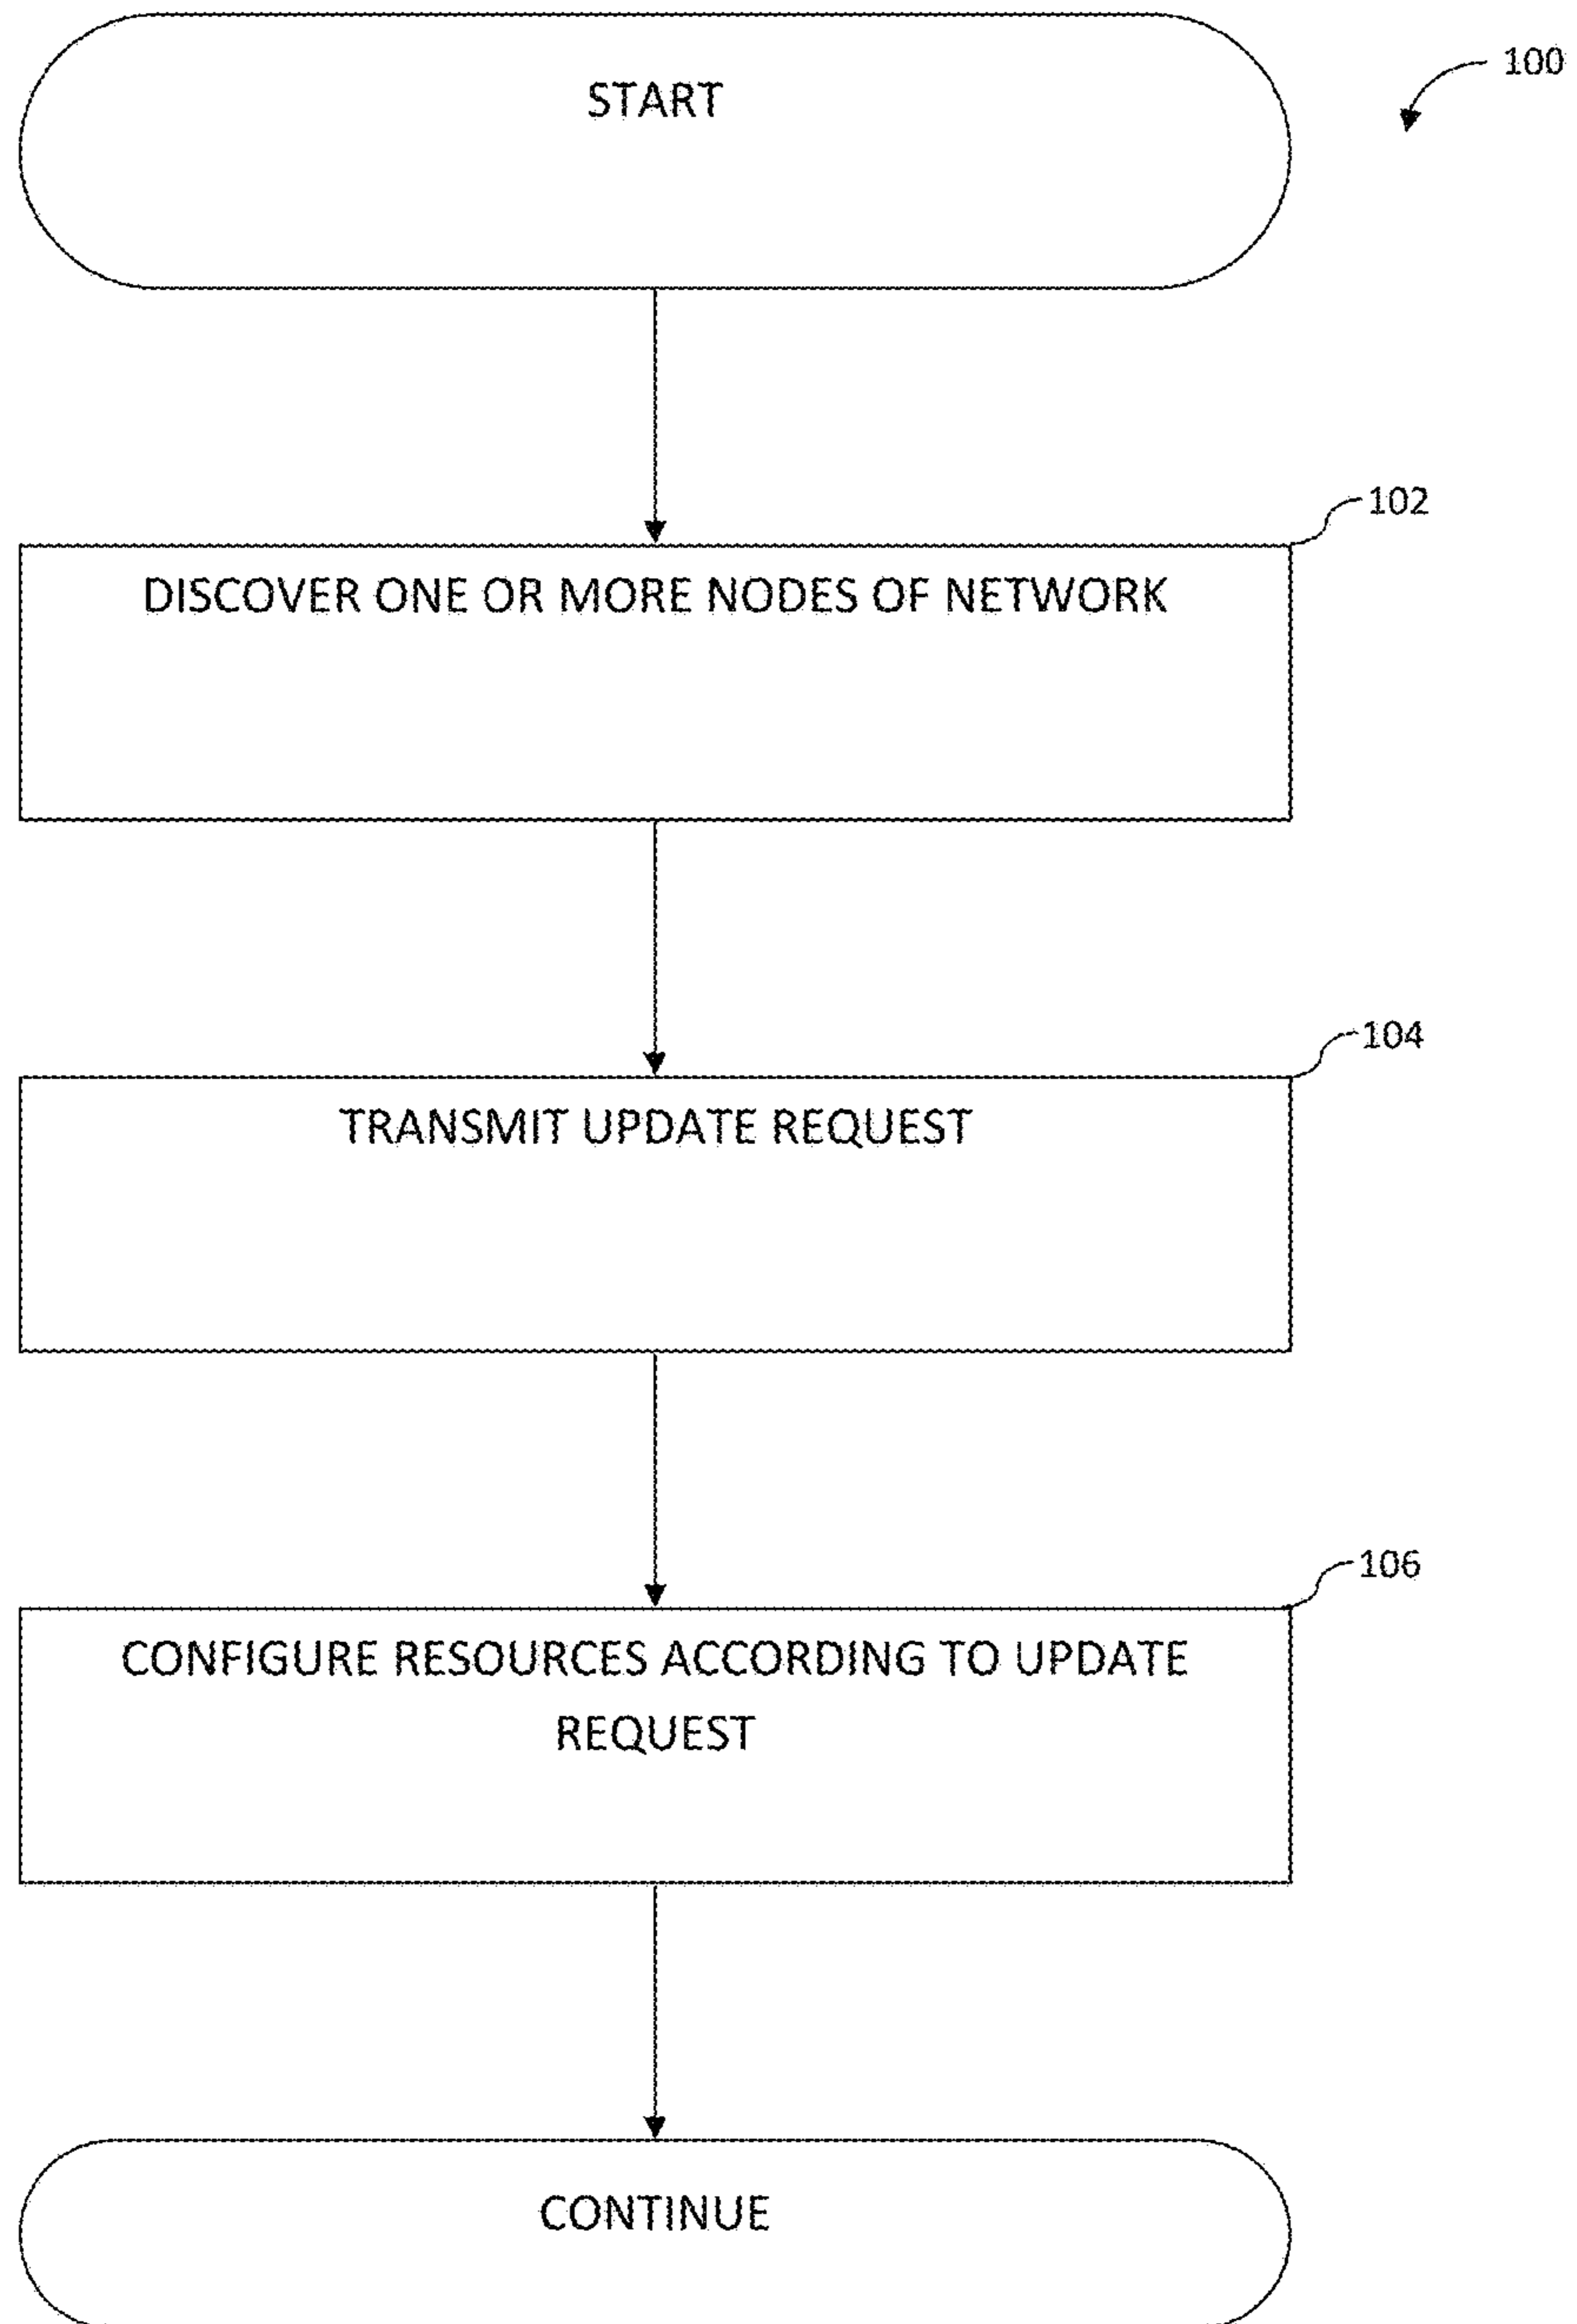 START
100
102
DISCOVER ONE OR MORE NODES OF NETWORK
104
TRANSMIT UPDATE REQUEST
106
CONFIGURE RESOURCES ACCORDING TO UPDATE
REQUEST
CONTINUE